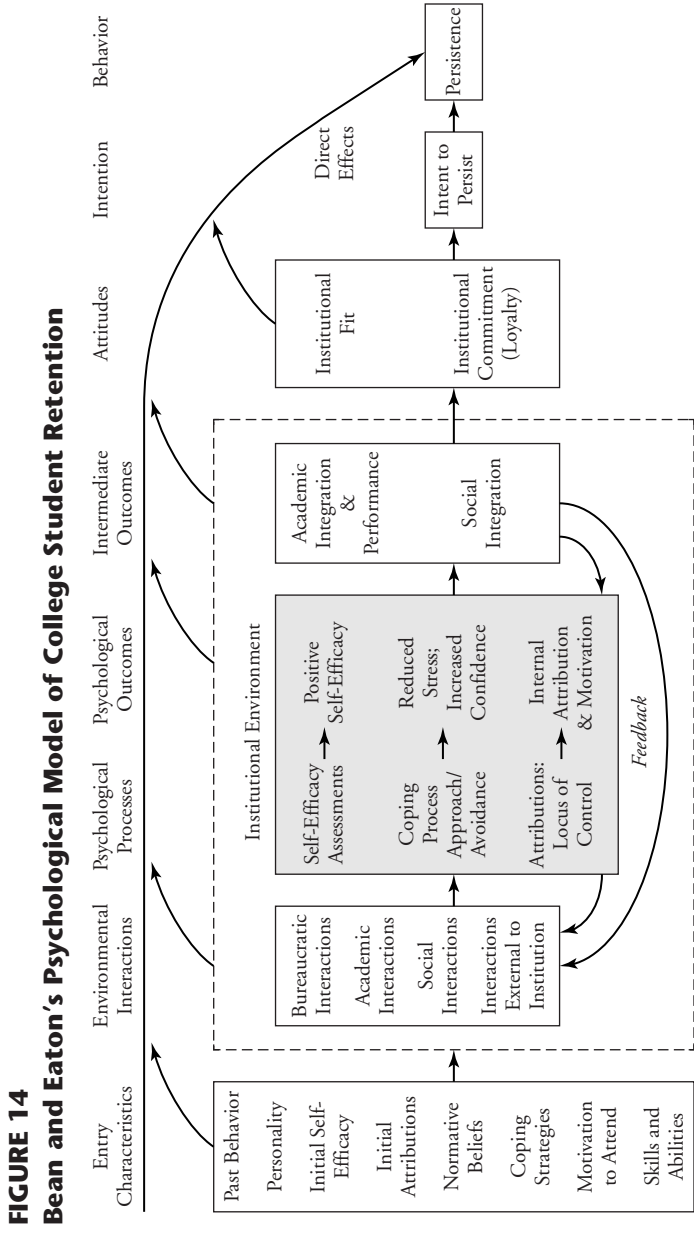 FIGURE 14
Bean and Eaton's Psychological Model of College Student Retention
Entry
Characteristics
Environmental
Interactions
Psychological
Processes
Psychological
Outcomes
Intermediate
Outcomes
Attitudes
Intention
Behavior
Past Behavior
Personality
Initial Self-
Efficacy
Initial
Attributions
Normative
Beliefs
Coping
Strategies
Motivation
to Attend
Skills and
Abilities
Institutional Environment
Bureaucratic
Interactions
Academic
Interactions
Social
Interactions
Interactions
External to
Institution
Self-Efficacy
Assessments
Positive
Self-Efficacy
Coping
Process
Approach/
Avoidance
Reduced
Stress;
Increased
Confidence
Attributions:
Locus of
Control
Internal
Attribution
& Motivation
Feedback
Academic
Integration
&
Performance
Social
Integration
Institutional
Fit
Institutional
Commitment
(Loyalty)
Direct
Effects
Intent to
Persist
Persistence